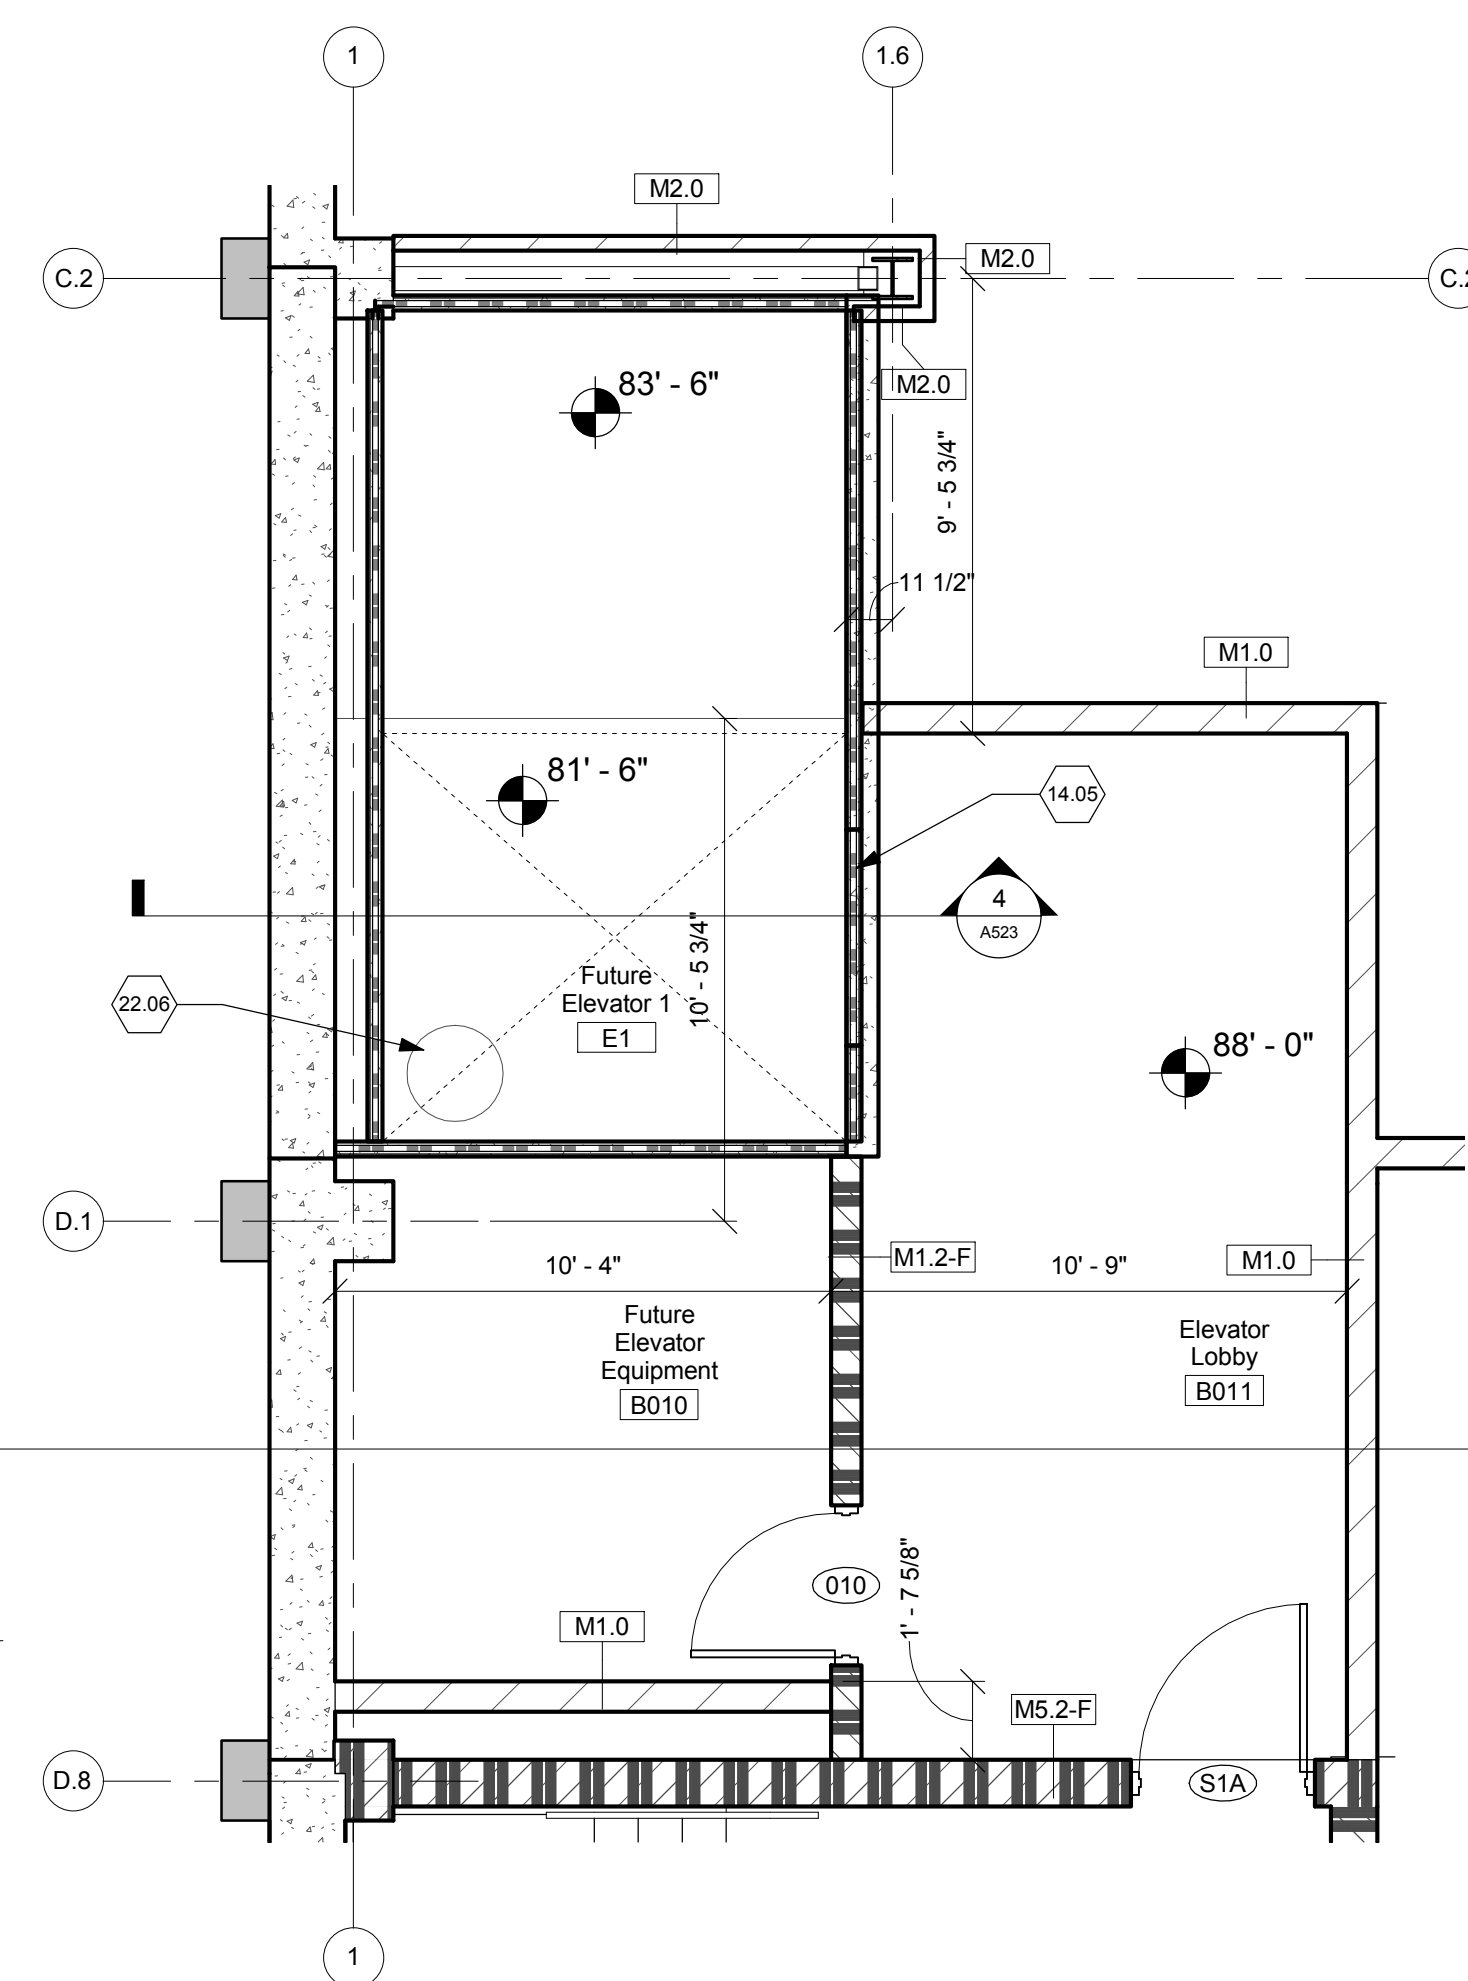 1
1.6
M2.0
C.2
M2.0
83' - 6"
M2.0
9' - 5 3/4"
11 1/2"
M1.0
81' - 6"
14.05
4
A523
10' - 5 3/4"
22.06
Future
Elevator 1
E1
88' - 0"
D.1
10' - 4"
M1.2-F
10' - 9"
M1.0
Future
Elevator
Equipment
B010
Elevator
Lobby
B011
010
1' - 7 5/8"
M1.0
M5.2-F
D.8
S1A
1